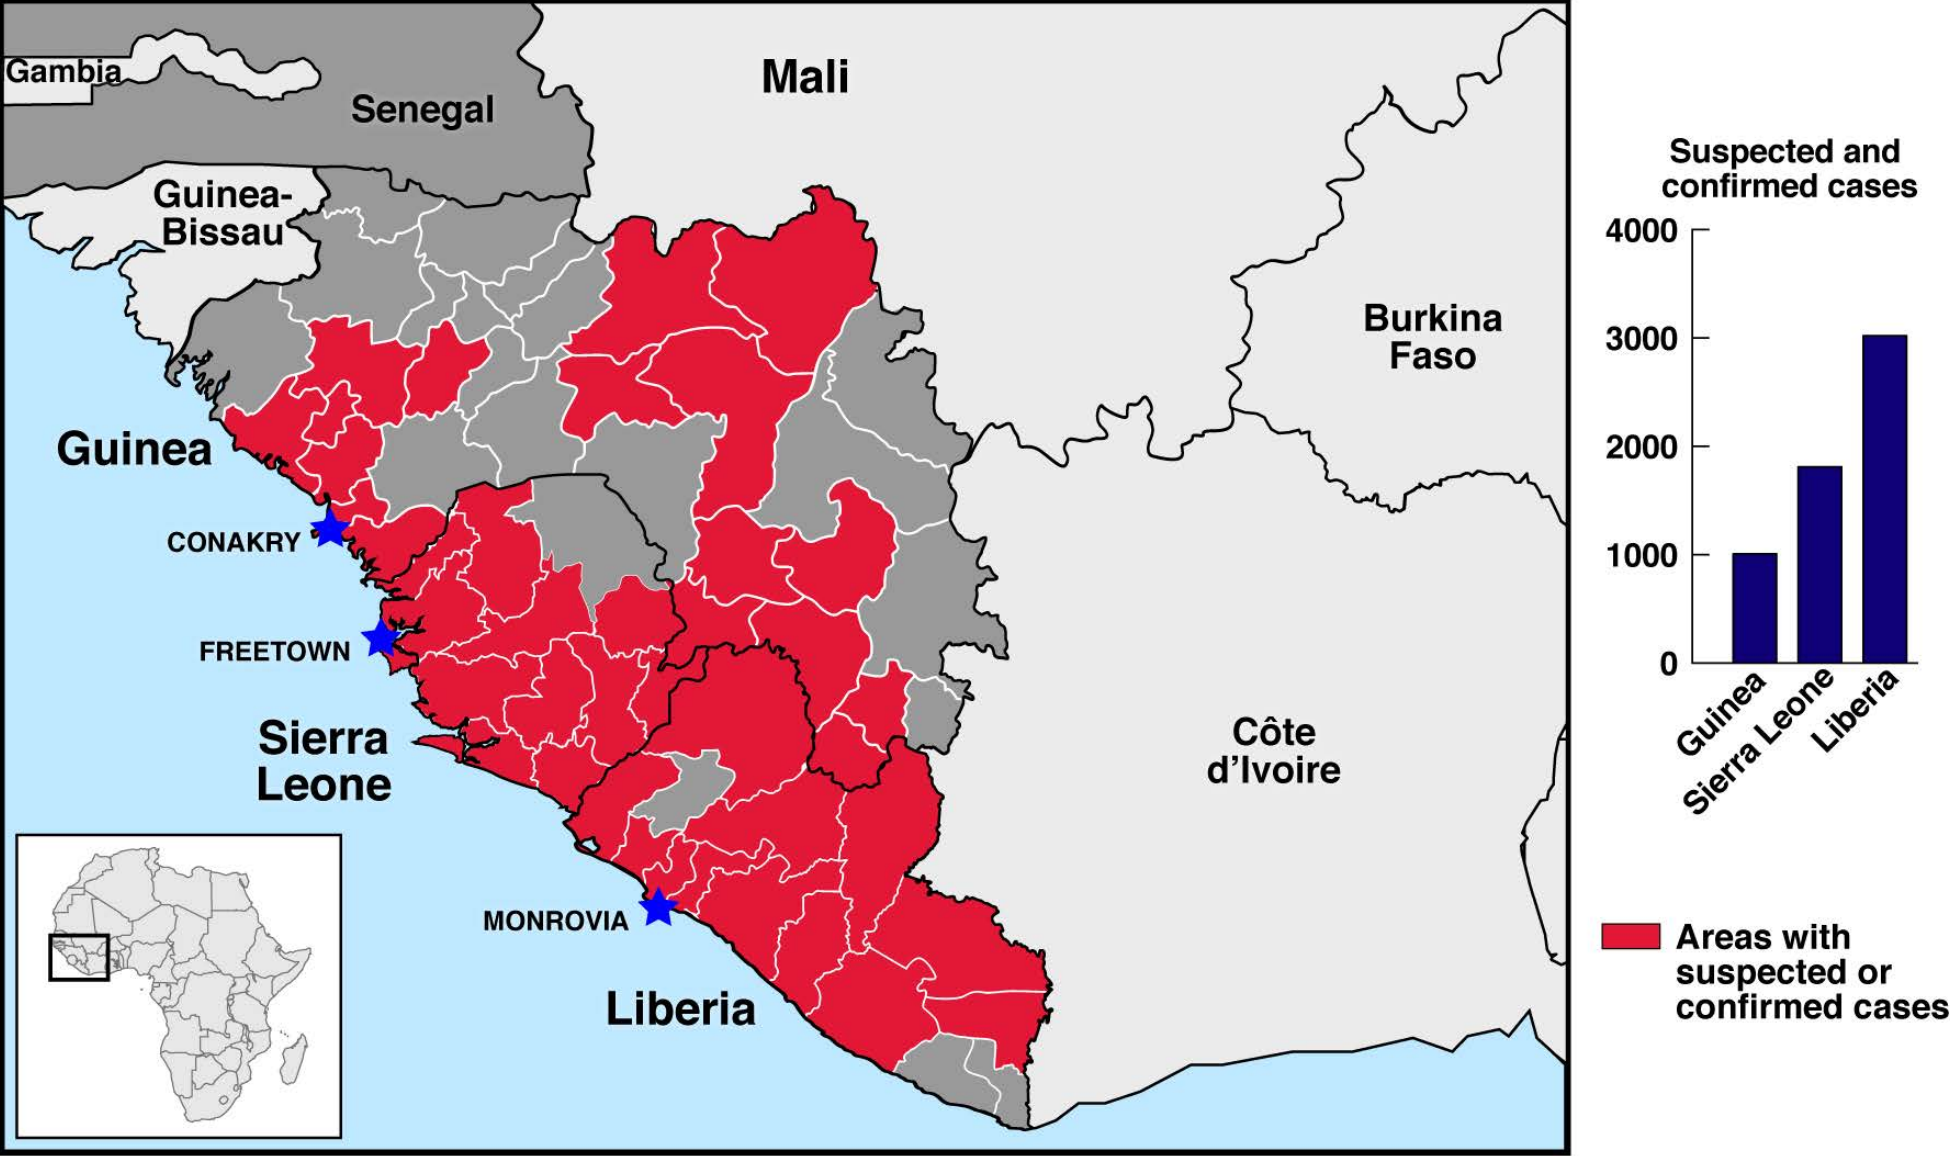 Gambia
Senegal
Mali
Guinea-
Bissau
Burkina
Faso
Guinea
CONAKRY
FREETOWN
Sierra
Leone
Côte
d’Ivoire
MONROVIA
Liberia
Suspected and
confirmed cases
4000
3000
2000
1000
0
Guinea
Sierra Leone
Liberia
Areas with
suspected or
confirmed cases